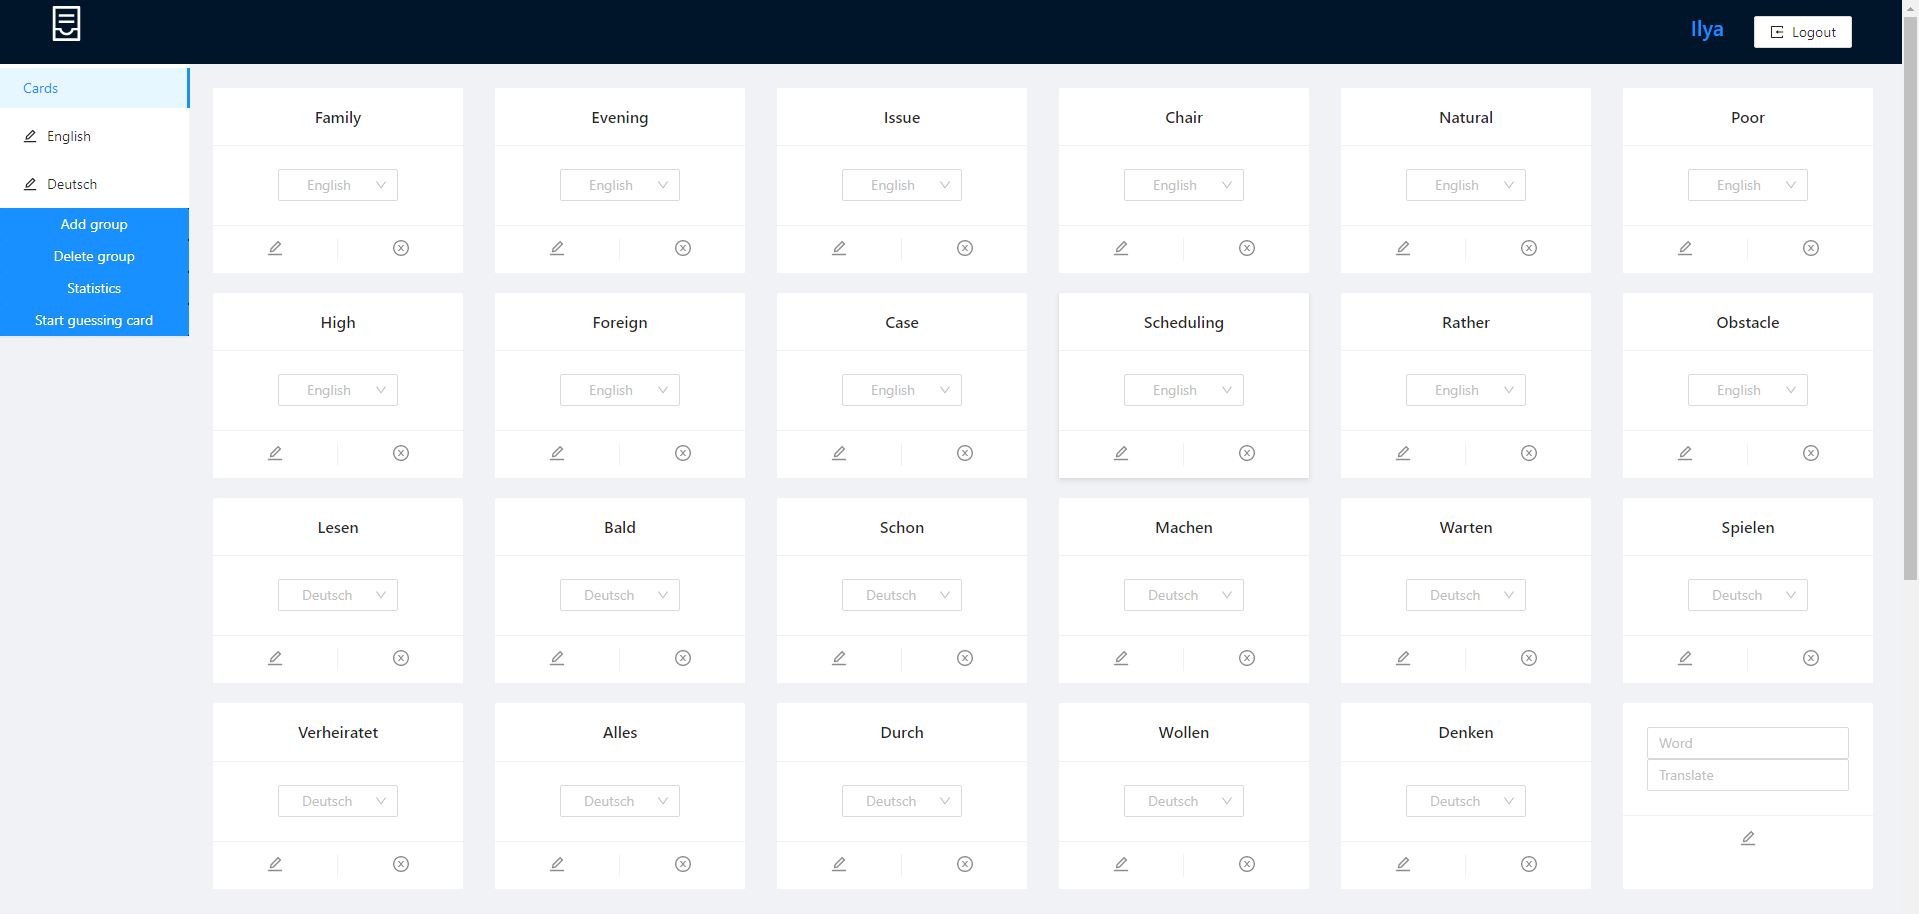 Ilya
Logout
Cards
English
Deutsch
Add group
Delete group
Statistics
Start guessing card
Family
Evening
Issue
Chair
Natural
Poor
English
English
English
English
English
English
High
Foreign
Case
Scheduling
Rather
Obstacle
English
English
English
English
English
English
Lesen
Bald
Schon
Machen
Warten
Spielen
Deutsch
Deutsch
Deutsch
Deutsch
Deutsch
Deutsch
Verheiratet
Alles
Durch
Wollen
Denken
Word
Translate
Deutsch
Deutsch
Deutsch
Deutsch
Deutsch